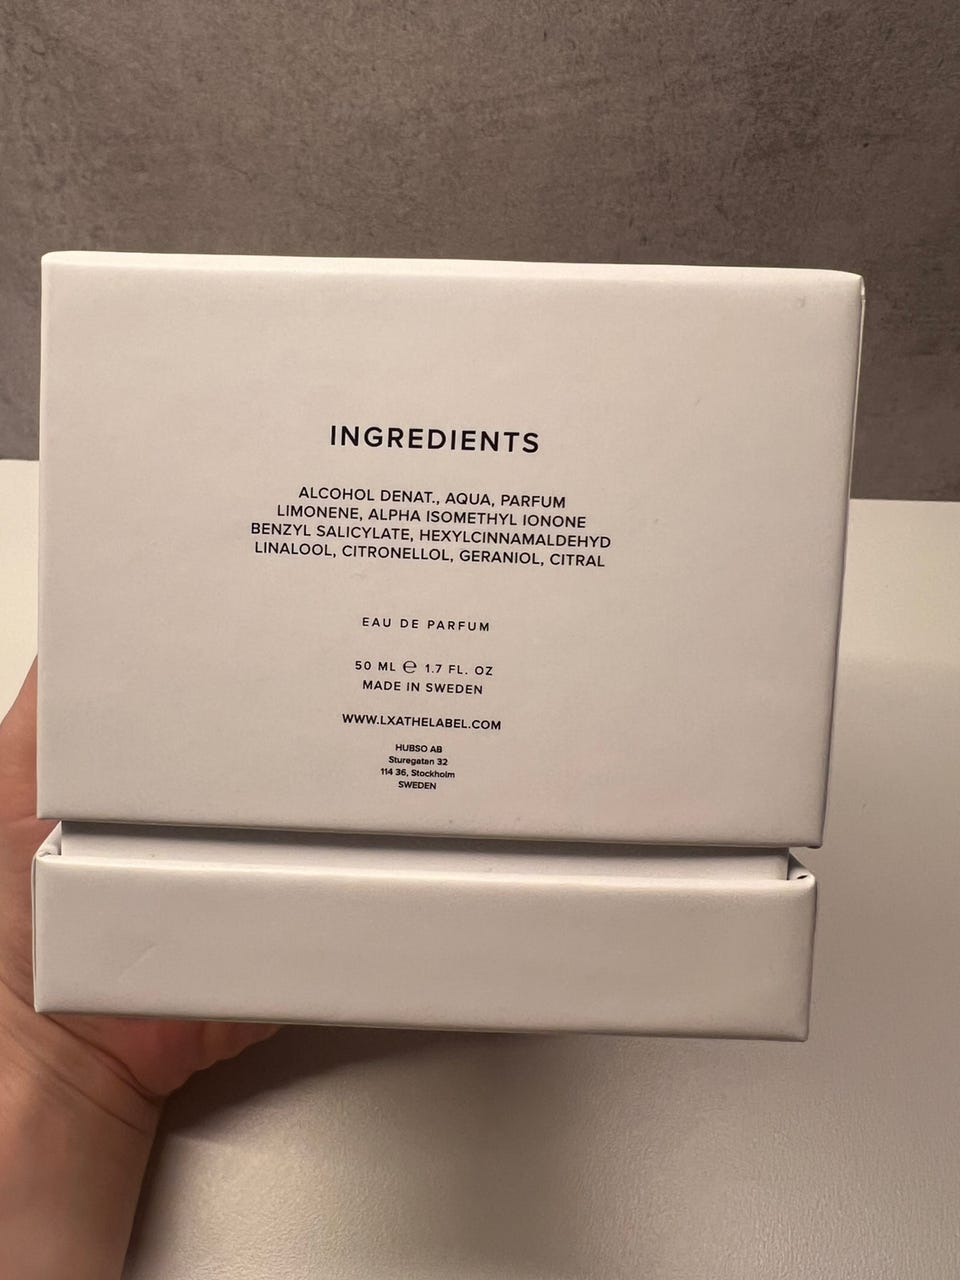 INGREDIENTS
ALCOHOL DENAT., AQUA, PARFUM
LIMONENE, ALPHA ISOMETHYL IONONE
BENZYL SALICYLATE, HEXYLCINNAMALDEHYD
LINALOOL, CITRONELLOL, GERANIOL, CITRAL
EAU DE PARFUM
50 ML ℮ 1.7 FL. OZ
MADE IN SWEDEN
WWW.LXATHELABEL.COM
HUBSO AB
Sturegatan 32
114 36, Stockholm
SWEDEN